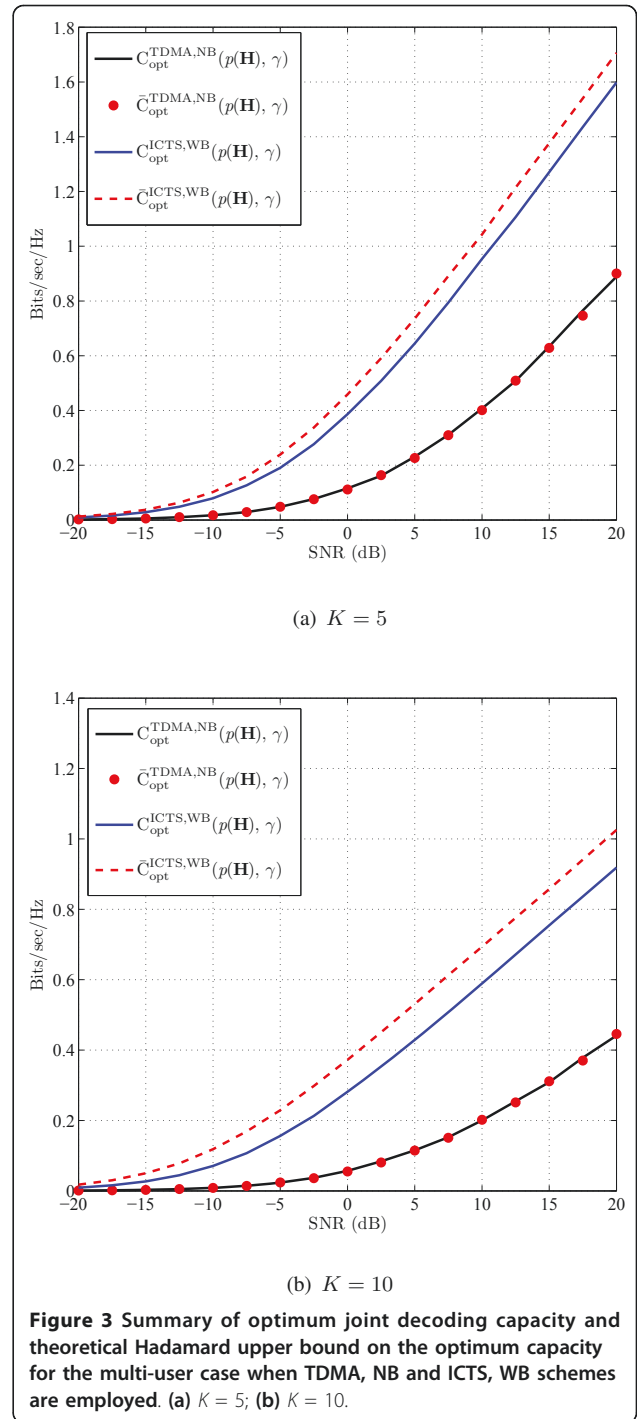 C_opt^TDMA,NB(p(H), γ)
C̄_opt^TDMA,NB(p(H), γ)
C_opt^ICTS,WB(p(H), γ)
C̄_opt^ICTS,WB(p(H), γ)
1.8
1.6
1.4
1.2
1
0.8
0.6
0.4
0.2
0
Bits/sec/Hz
−20 −15 −10 −5 0 5 10 15 20
SNR (dB)
(a) K = 5
C_opt^TDMA,NB(p(H), γ)
C̄_opt^TDMA,NB(p(H), γ)
C_opt^ICTS,WB(p(H), γ)
C̄_opt^ICTS,WB(p(H), γ)
1.4
1.2
1
0.8
0.6
0.4
0.2
0
Bits/sec/Hz
−20 −15 −10 −5 0 5 10 15 20
SNR (dB)
(b) K = 10
Figure 3 Summary of optimum joint decoding capacity and
theoretical Hadamard upper bound on the optimum capacity
for the multi-user case when TDMA, NB and ICTS, WB schemes
are employed. (a) K = 5; (b) K = 10.